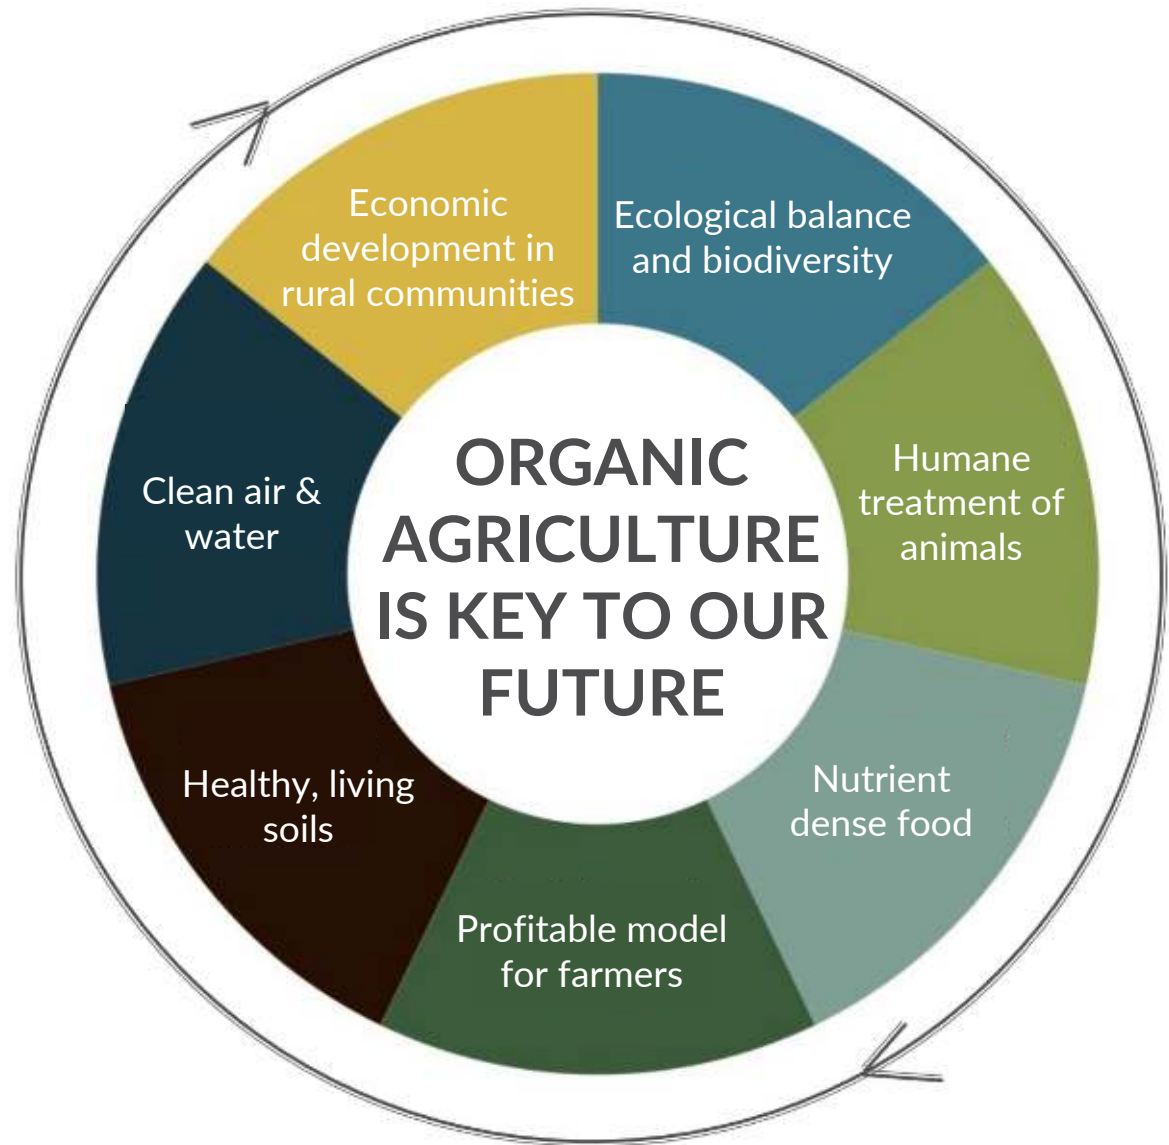 Economic
development in
rural communities
Ecological balance
and biodiversity
Humane
treatment of
animals
Nutrient
dense food
Profitable model
for farmers
Healthy, living
soils
Clean air &
water
ORGANIC
AGRICULTURE
IS KEY TO OUR
FUTURE